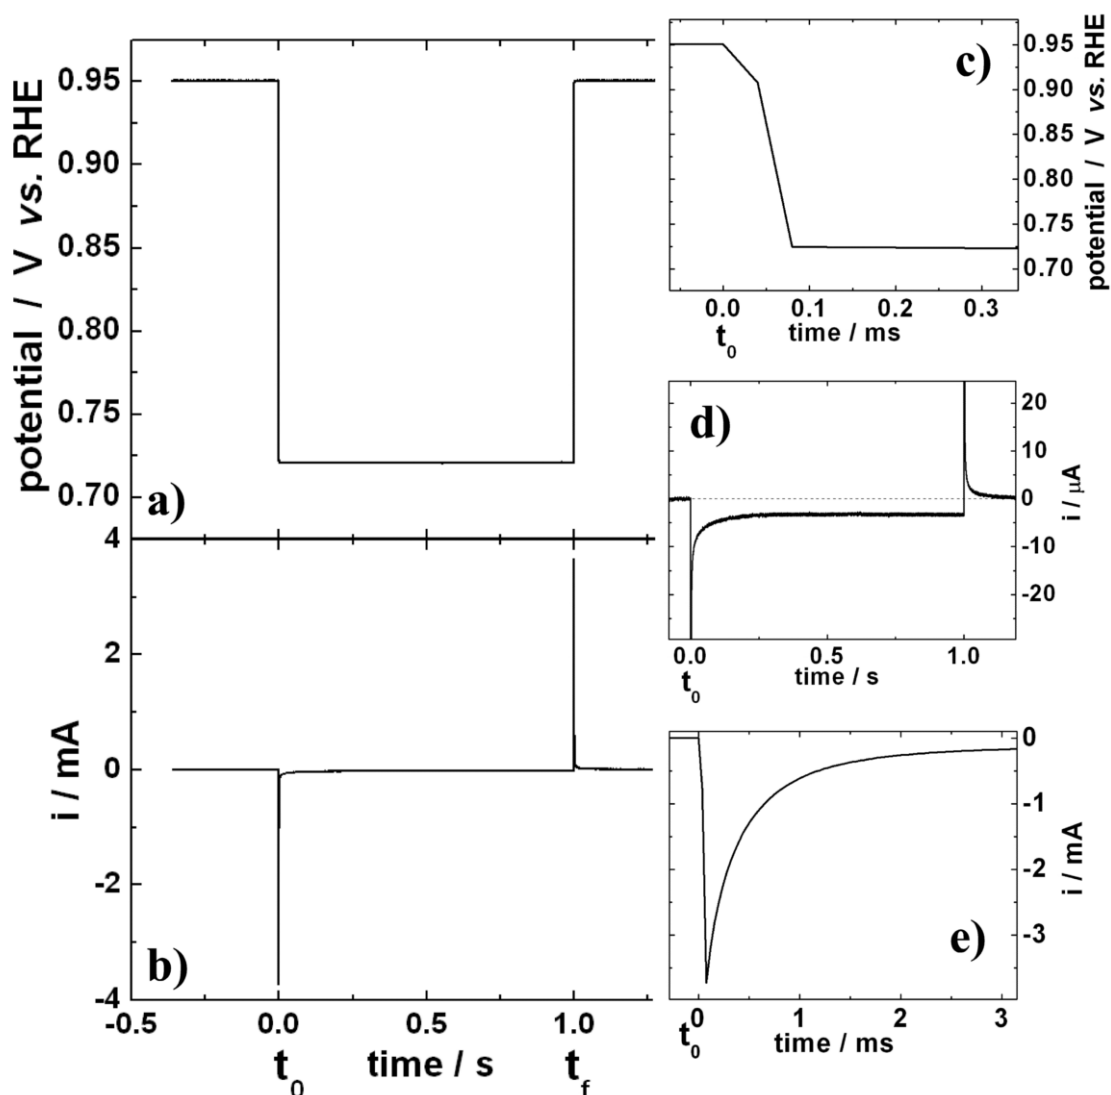 0.95
0.90
0.85
0.80
0.75
0.70
potential / V vs. RHE
a)
4
2
0
-2
-4
i / mA
b)
-0.5
0.0
0.5
1.0
t0
time / s
tf
c)
0.95
0.90
0.85
0.80
0.75
0.70
potential / V vs. RHE
0.0
0.1
0.2
0.3
t0
time / ms
d)
20
10
0
-10
-20
i / μA
0.0
0.5
1.0
t0
time / s
0
-1
-2
-3
i / mA
e)
0
1
2
3
t0
time / ms